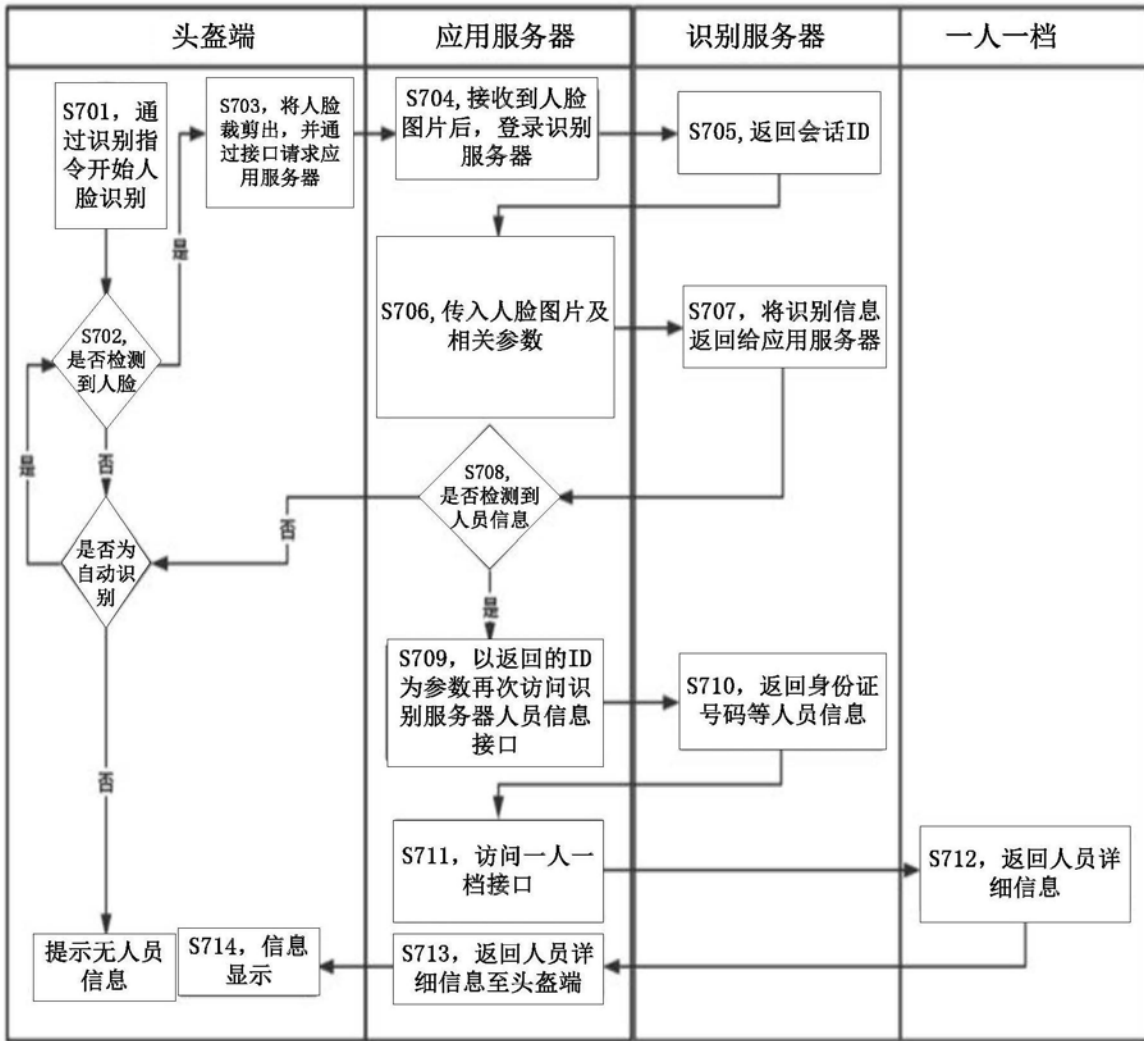 头盔端
应用服务器
识别服务器
一人一档
S701，通
过识别指
令开始人
脸识别
S703，将人脸
裁剪出，并通
过接口请求应
用服务器
S704,接收到人脸
图片后，登录识别
服务器
S705,返回会话ID
是
S706,传入人脸图片及
相关参数
S707，将识别信息
返回给应用服务器
S702,
是否检测
到人脸
是
否
S708,
是否检测到
人员信息
否
是否为
自动识
别
是
S709，以返回的ID
为参数再次访问识
别服务器人员信息
接口
S710，返回身份证
号码等人员信息
否
S711，访问一人一
档接口
S712，返回人员详
细信息
提示无人员
信息
S714，信息
显示
S713，返回人员详
细信息至头盔端